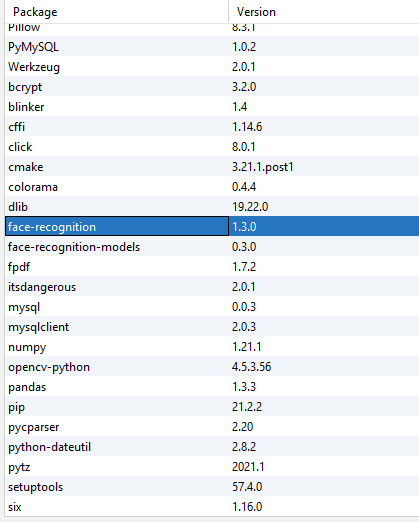 Package Version
Pillow 8.3.1
PyMySQL 1.0.2
Werkzeug 2.0.1
bcrypt 3.2.0
blinker 1.4
cffi 1.14.6
click 8.0.1
cmake 3.21.1.post1
colorama 0.4.4
dlib 19.22.0
face-recognition 1.3.0
face-recognition-models 0.3.0
fpdf 1.7.2
itsdangerous 2.0.1
mysql 0.0.3
mysqlclient 2.0.3
numpy 1.21.1
opencv-python 4.5.3.56
pandas 1.3.3
pip 21.2.2
pycparser 2.20
python-dateutil 2.8.2
pytz 2021.1
setuptools 57.4.0
six 1.16.0